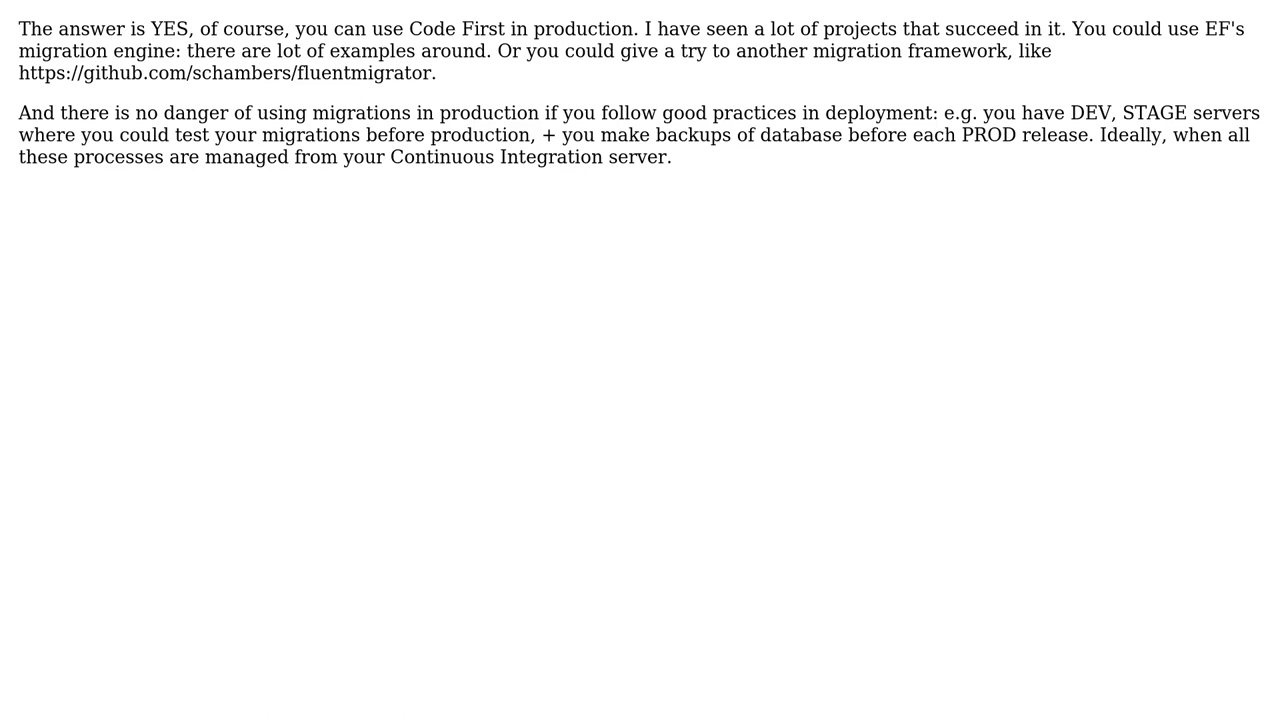 The answer is YES, of course, you can use Code First in production. I have seen a lot of projects that succeed in it. You could use EF's
migration engine: there are lot of examples around. Or you could give a try to another migration framework, like
https://github.com/schambers/fluentmigrator.
And there is no danger of using migrations in production if you follow good practices in deployment: e.g. you have DEV, STAGE servers
where you could test your migrations before production, + you make backups of database before each PROD release. Ideally, when all
these processes are managed from your Continuous Integration server.